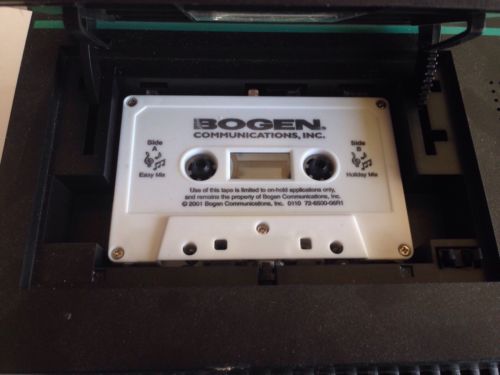 BOGEN
COMMUNICATIONS, INC.
Side
A
Easy Mix
Side
B
Holiday Mix
Use of this tape is limited to on-hold applications only,
and remains the property of Bogen Communications, Inc.
© 2001 Bogen Communications, Inc. 0110 72-6500-06R1